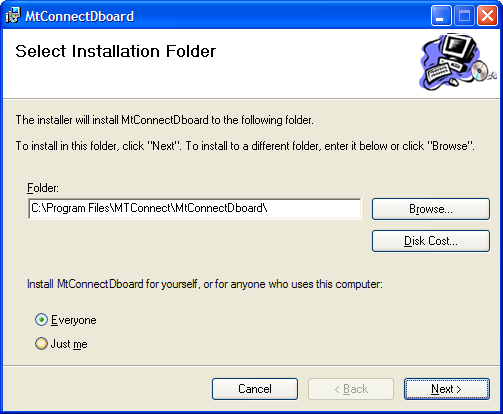 MtConnectDboard
Select Installation Folder
The installer will install MtConnectDboard to the following folder.
To install in this folder, click "Next". To install to a different folder, enter it below or click "Browse".
Folder:
C:\Program Files\MTConnect\MtConnectDboard\
Browse...
Disk Cost...
Install MtConnectDboard for yourself, or for anyone who uses this computer:
Everyone
Just me
Cancel
< Back
Next >